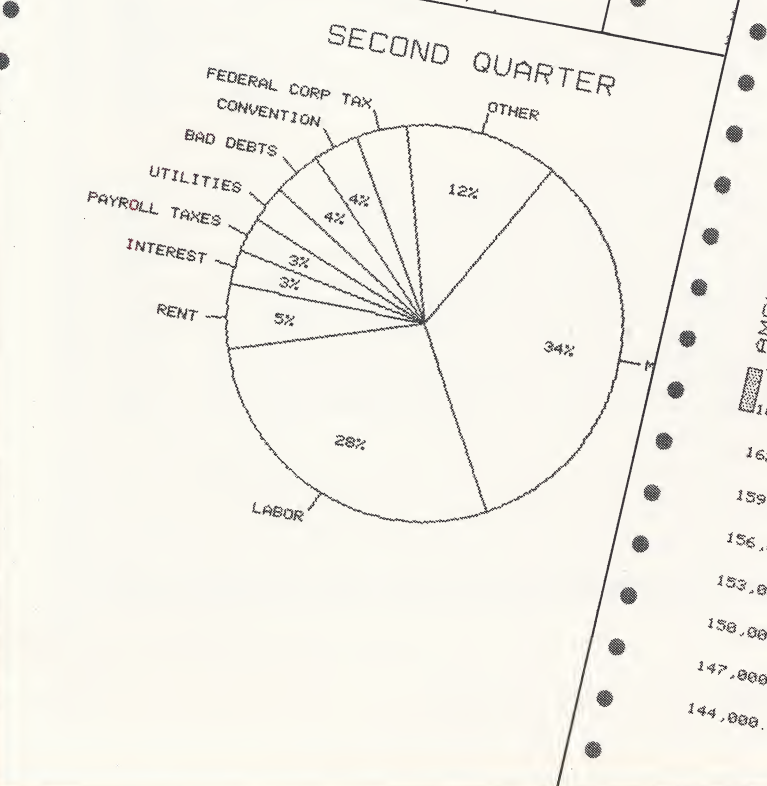 SECOND QUARTER
FEDERAL CORP TAX
OTHER
CONVENTION
BAD DEBTS
UTILITIES
PAYROLL TAXES
INTEREST
RENT
LABOR
12%
4%
4%
3%
3%
5%
34%
28%
M
159
156,
153,0
150,00
147,000
144,000.